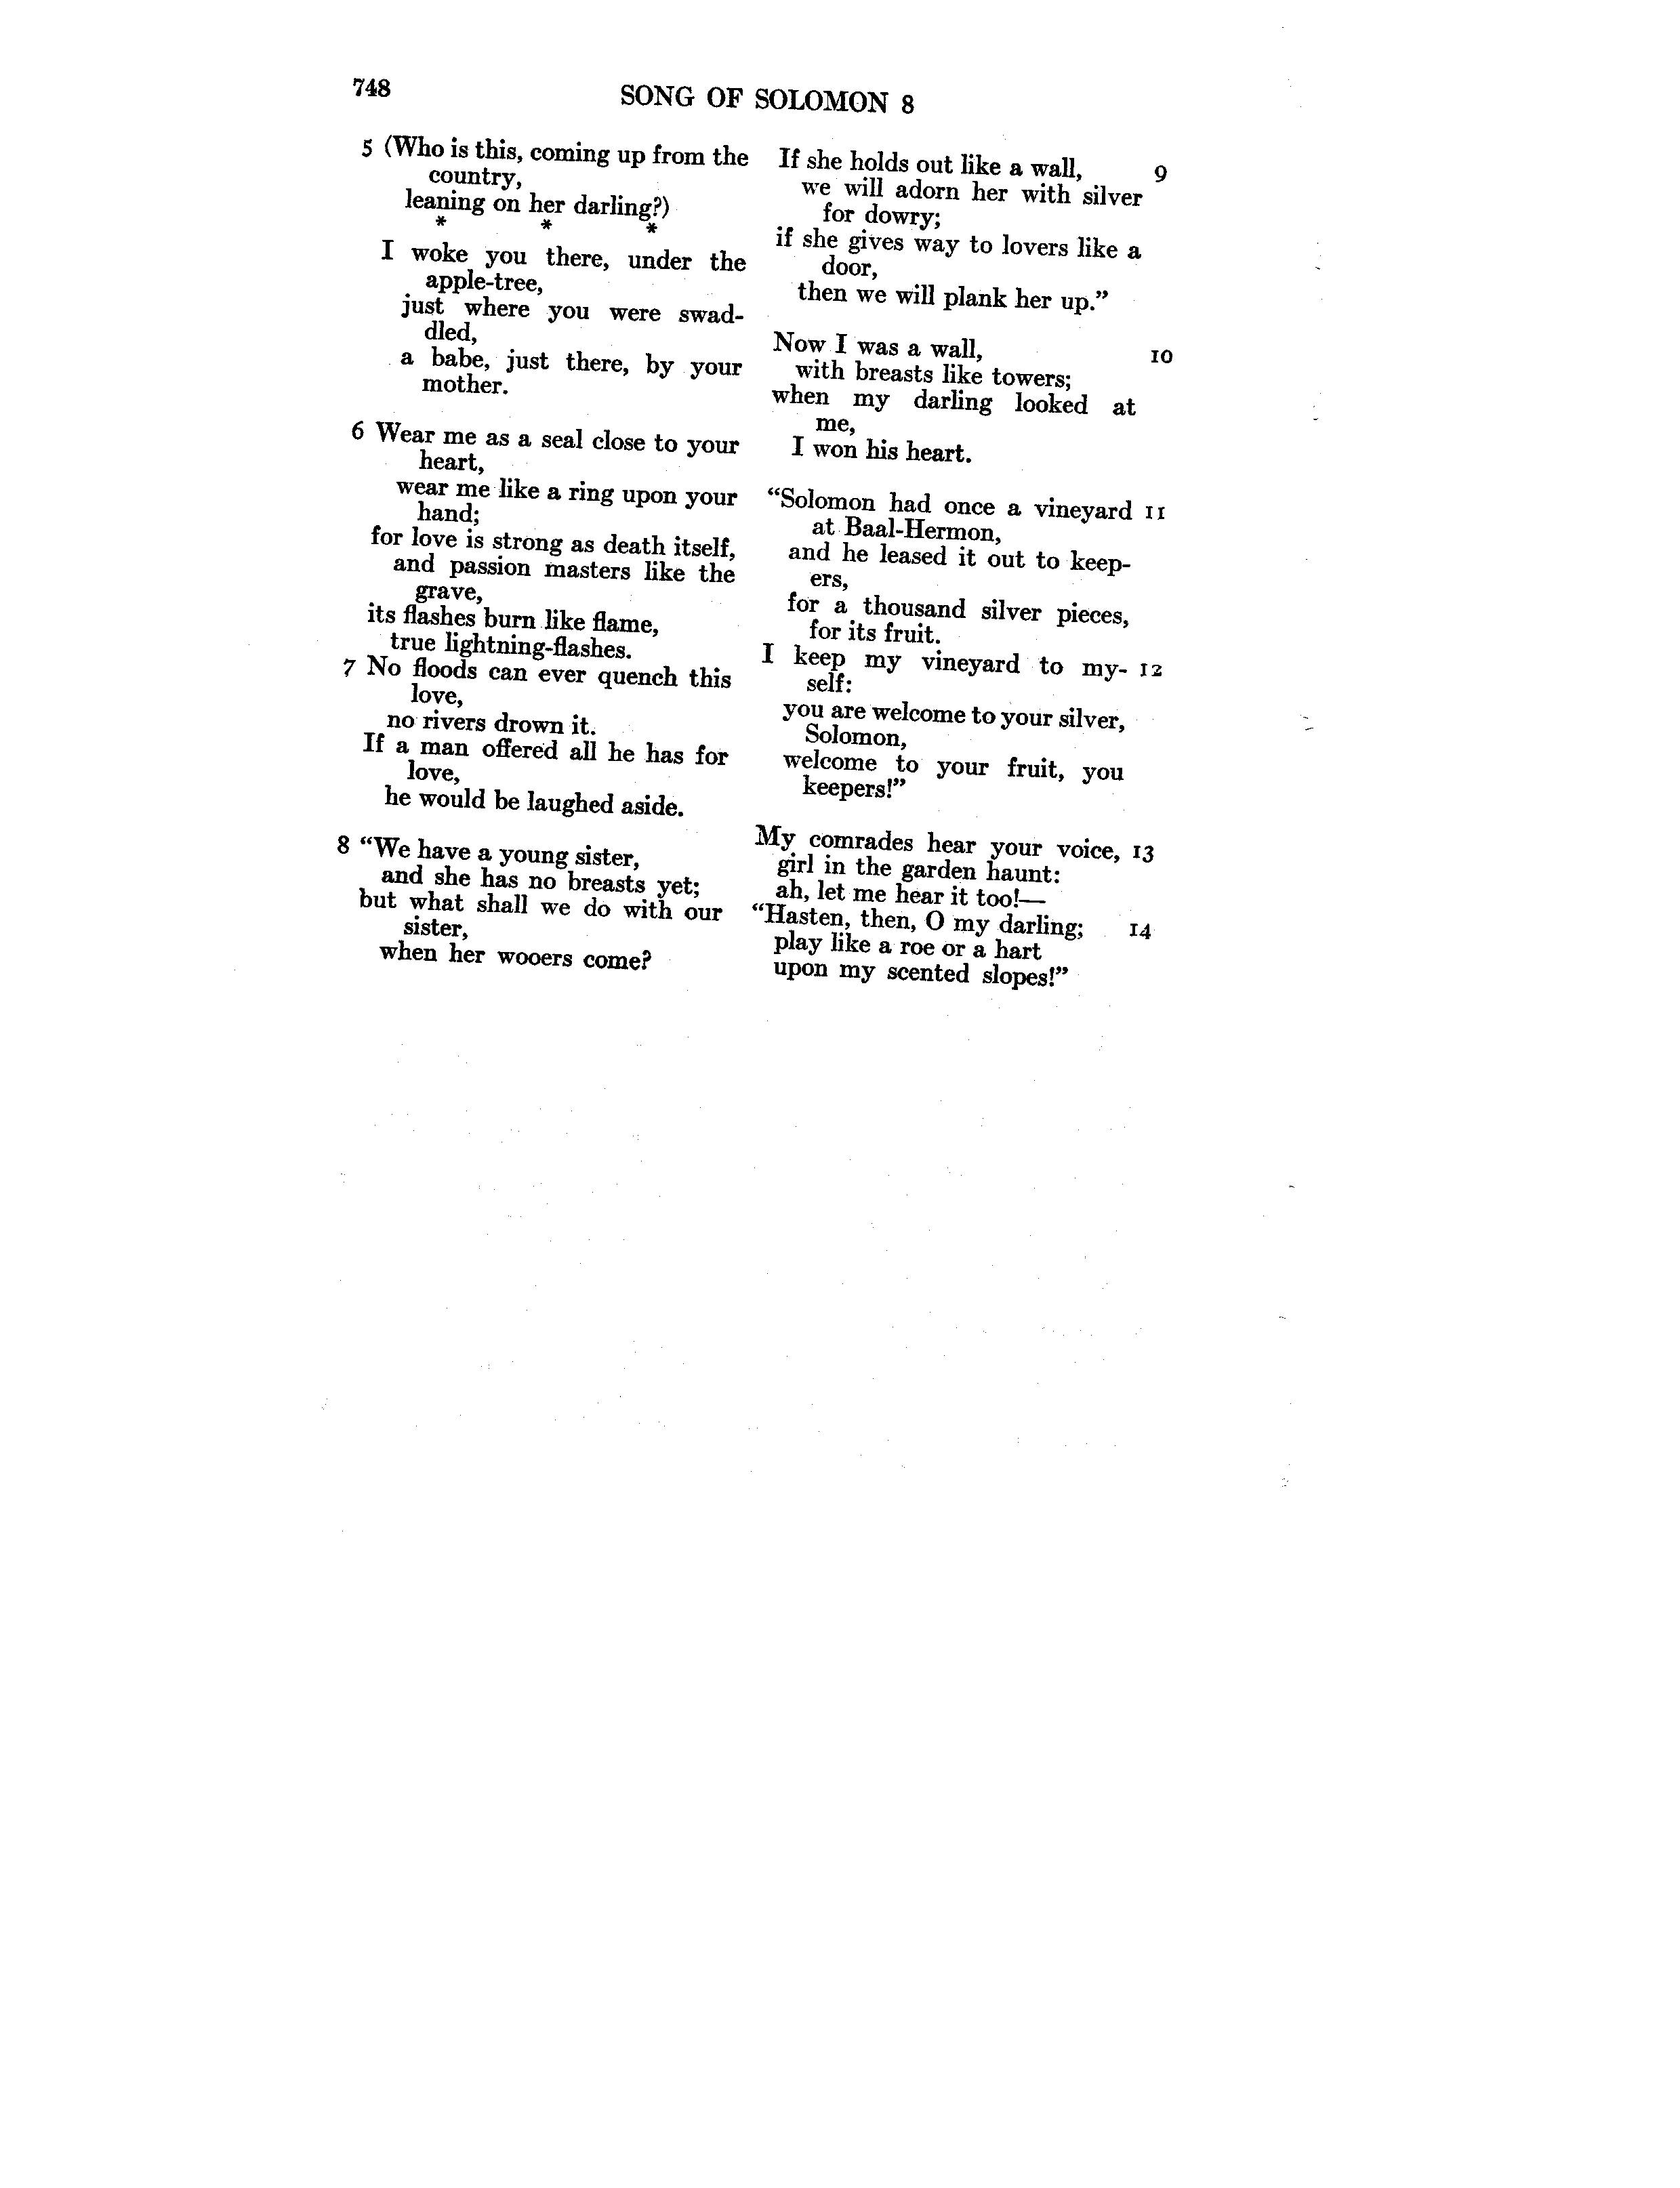 748
SONG OF SOLOMON 8
5 (Who is this, coming up from the
country,
leaning on her darling?)
* * *
I woke you there, under the
apple-tree,
just where you were swad-
dled,
a babe, just there, by your
mother.
6 Wear me as a seal close to your
heart,
wear me like a ring upon your
hand;
for love is strong as death itself,
and passion masters like the
grave,
its flashes burn like flame,
true lightning-flashes.
7 No floods can ever quench this
love,
no rivers drown it.
If a man offered all he has for
love,
he would be laughed aside.
8 “We have a young sister,
and she has no breasts yet;
but what shall we do with our
sister,
when her wooers come?
If she holds out like a wall, 9
we will adorn her with silver
for dowry;
if she gives way to lovers like a
door,
then we will plank her up.”
Now I was a wall, 10
with breasts like towers;
when my darling looked at
me,
I won his heart.
“Solomon had once a vineyard 11
at Baal-Hermon,
and he leased it out to keep-
ers,
for a thousand silver pieces,
for its fruit.
I keep my vineyard to my- 12
self:
you are welcome to your silver,
Solomon,
welcome to your fruit, you
keepers!”
My comrades hear your voice, 13
girl in the garden haunt:
ah, let me hear it too!—
“Hasten, then, O my darling; 14
play like a roe or a hart
upon my scented slopes!”